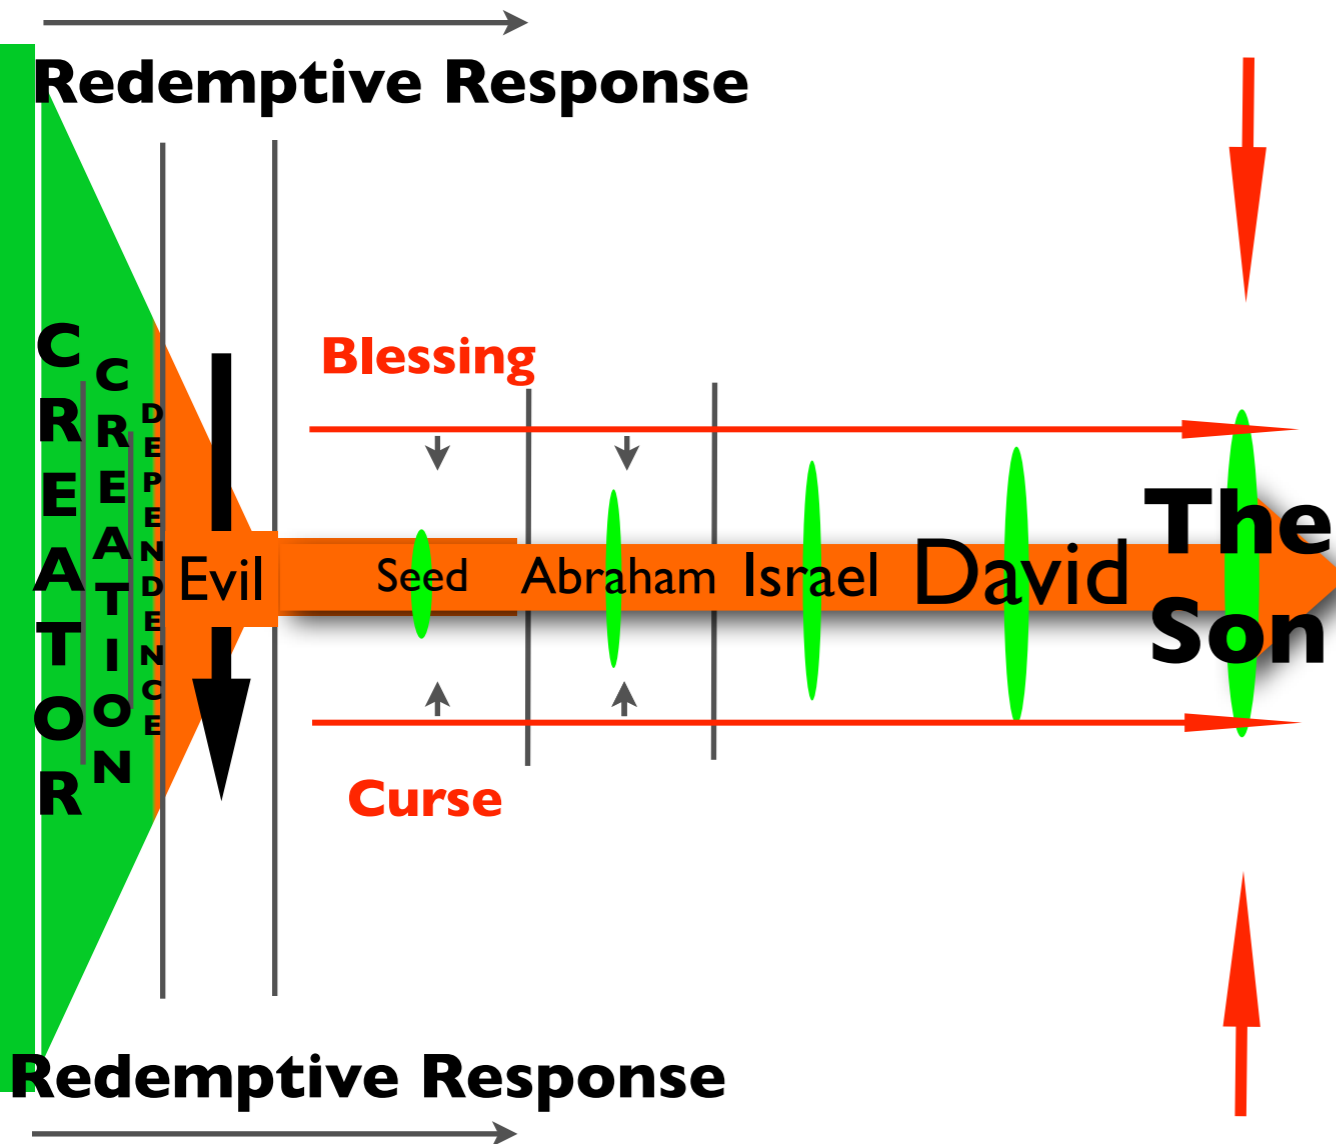 Redemptive Response
CREATOR
CREATION
DEPENDENCE
Evil
Blessing
Seed
Abraham
Israel
David
The
Son
Curse
Redemptive Response